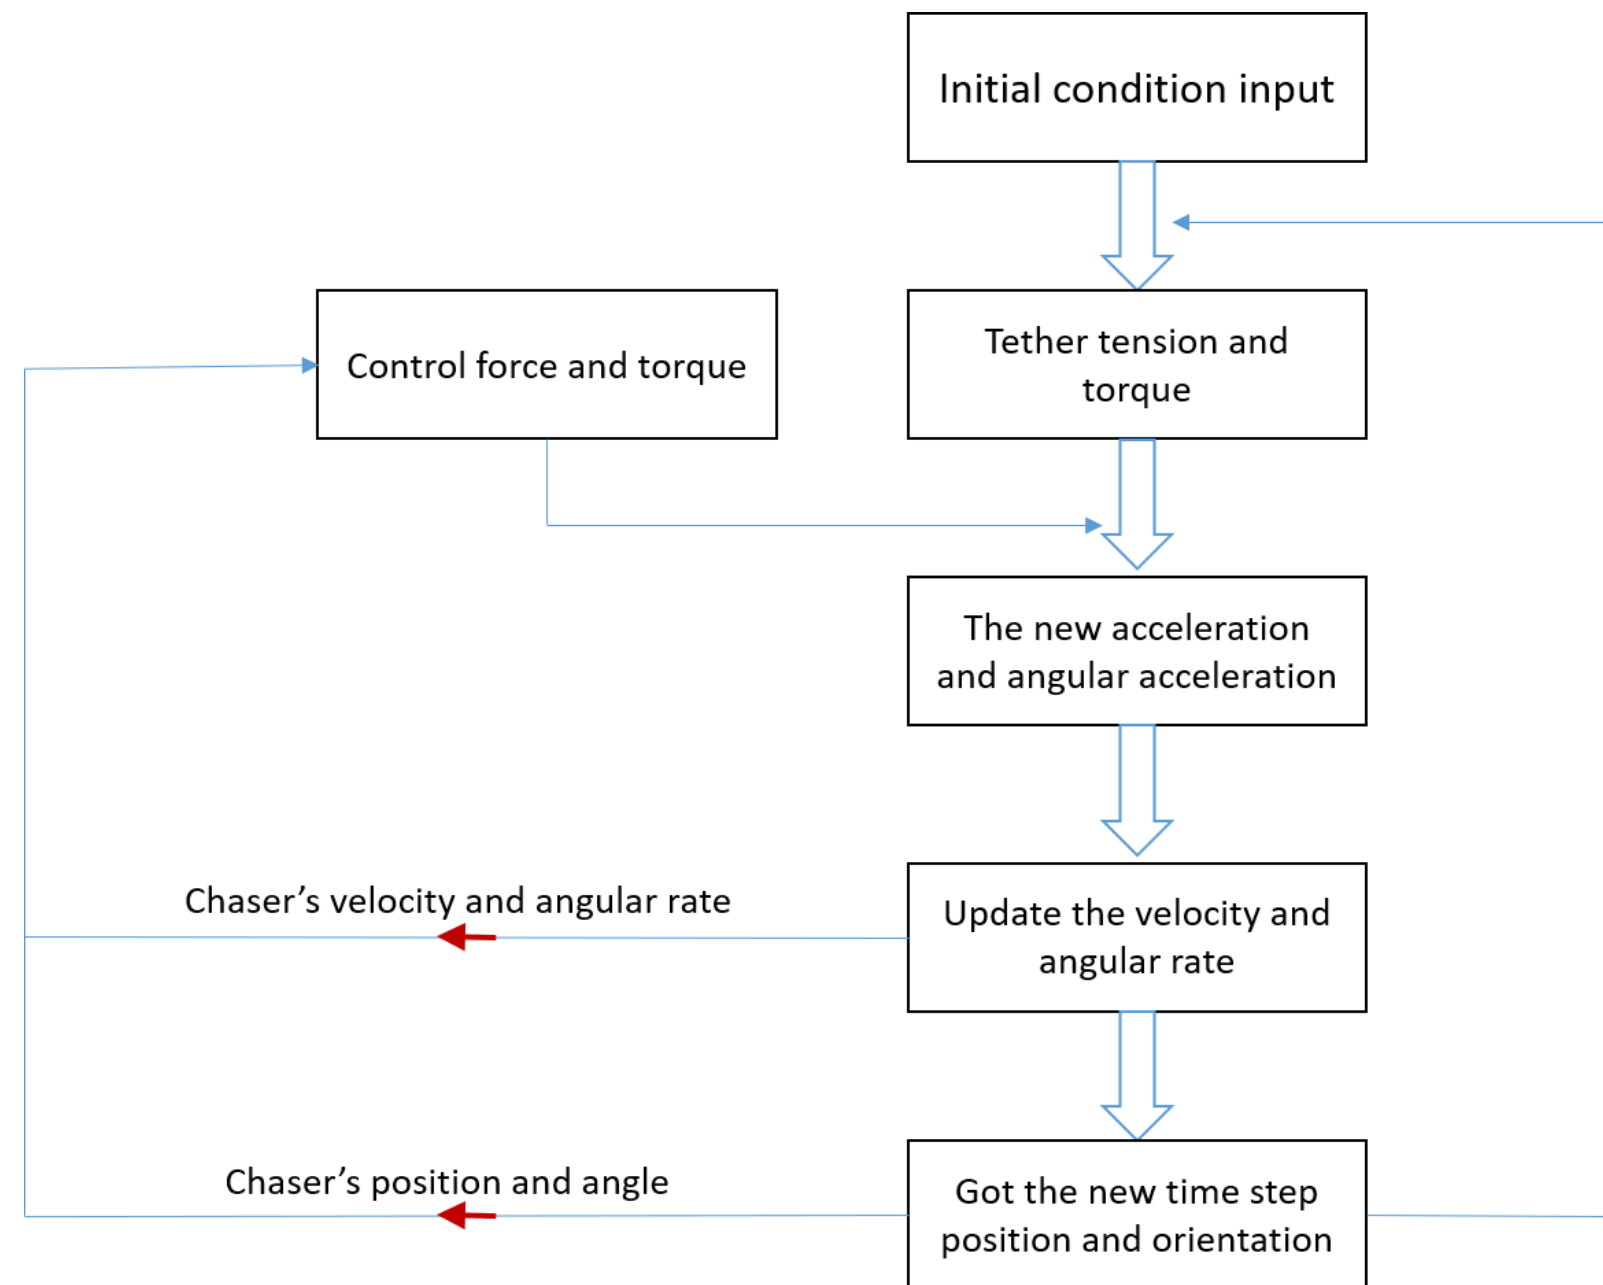 Initial condition input
Control force and torque
Tether tension and
torque
The new acceleration
and angular acceleration
Chaser’s velocity and angular rate
Update the velocity and
angular rate
Chaser’s position and angle
Got the new time step
position and orientation